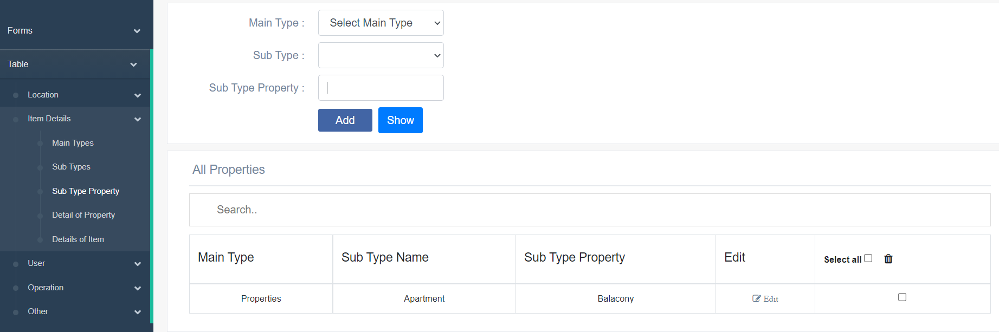 Forms
Table
Location
Item Details
Main Types
Sub Types
Sub Type Property
Detail of Property
Details of Item
User
Operation
Other
Main Type : Select Main Type
Sub Type :
Sub Type Property :
Add Show
All Properties
Search..
Main Type Sub Type Name Sub Type Property Edit Select all
Properties Apartment Balacony Edit